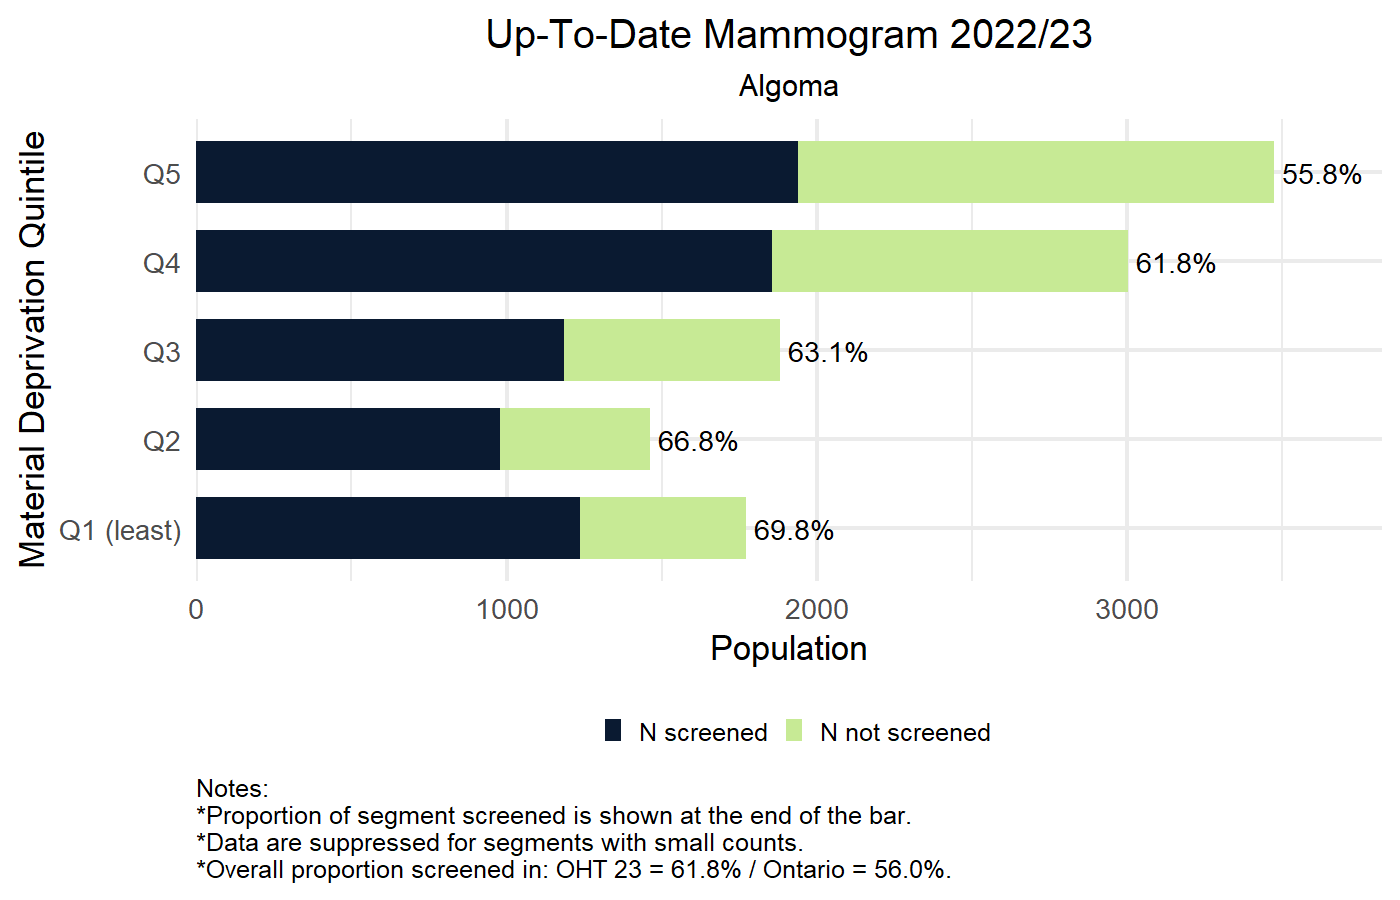 Up-To-Date Mammogram 2022/23
Algoma
Material Deprivation Quintile
Q5
55.8%
Q4
61.8%
Q3
63.1%
Q2
66.8%
Q1 (least)
69.8%
0 1000 2000 3000
Population
N screened N not screened
Notes:
*Proportion of segment screened is shown at the end of the bar.
*Data are suppressed for segments with small counts.
*Overall proportion screened in: OHT 23 = 61.8% / Ontario = 56.0%.